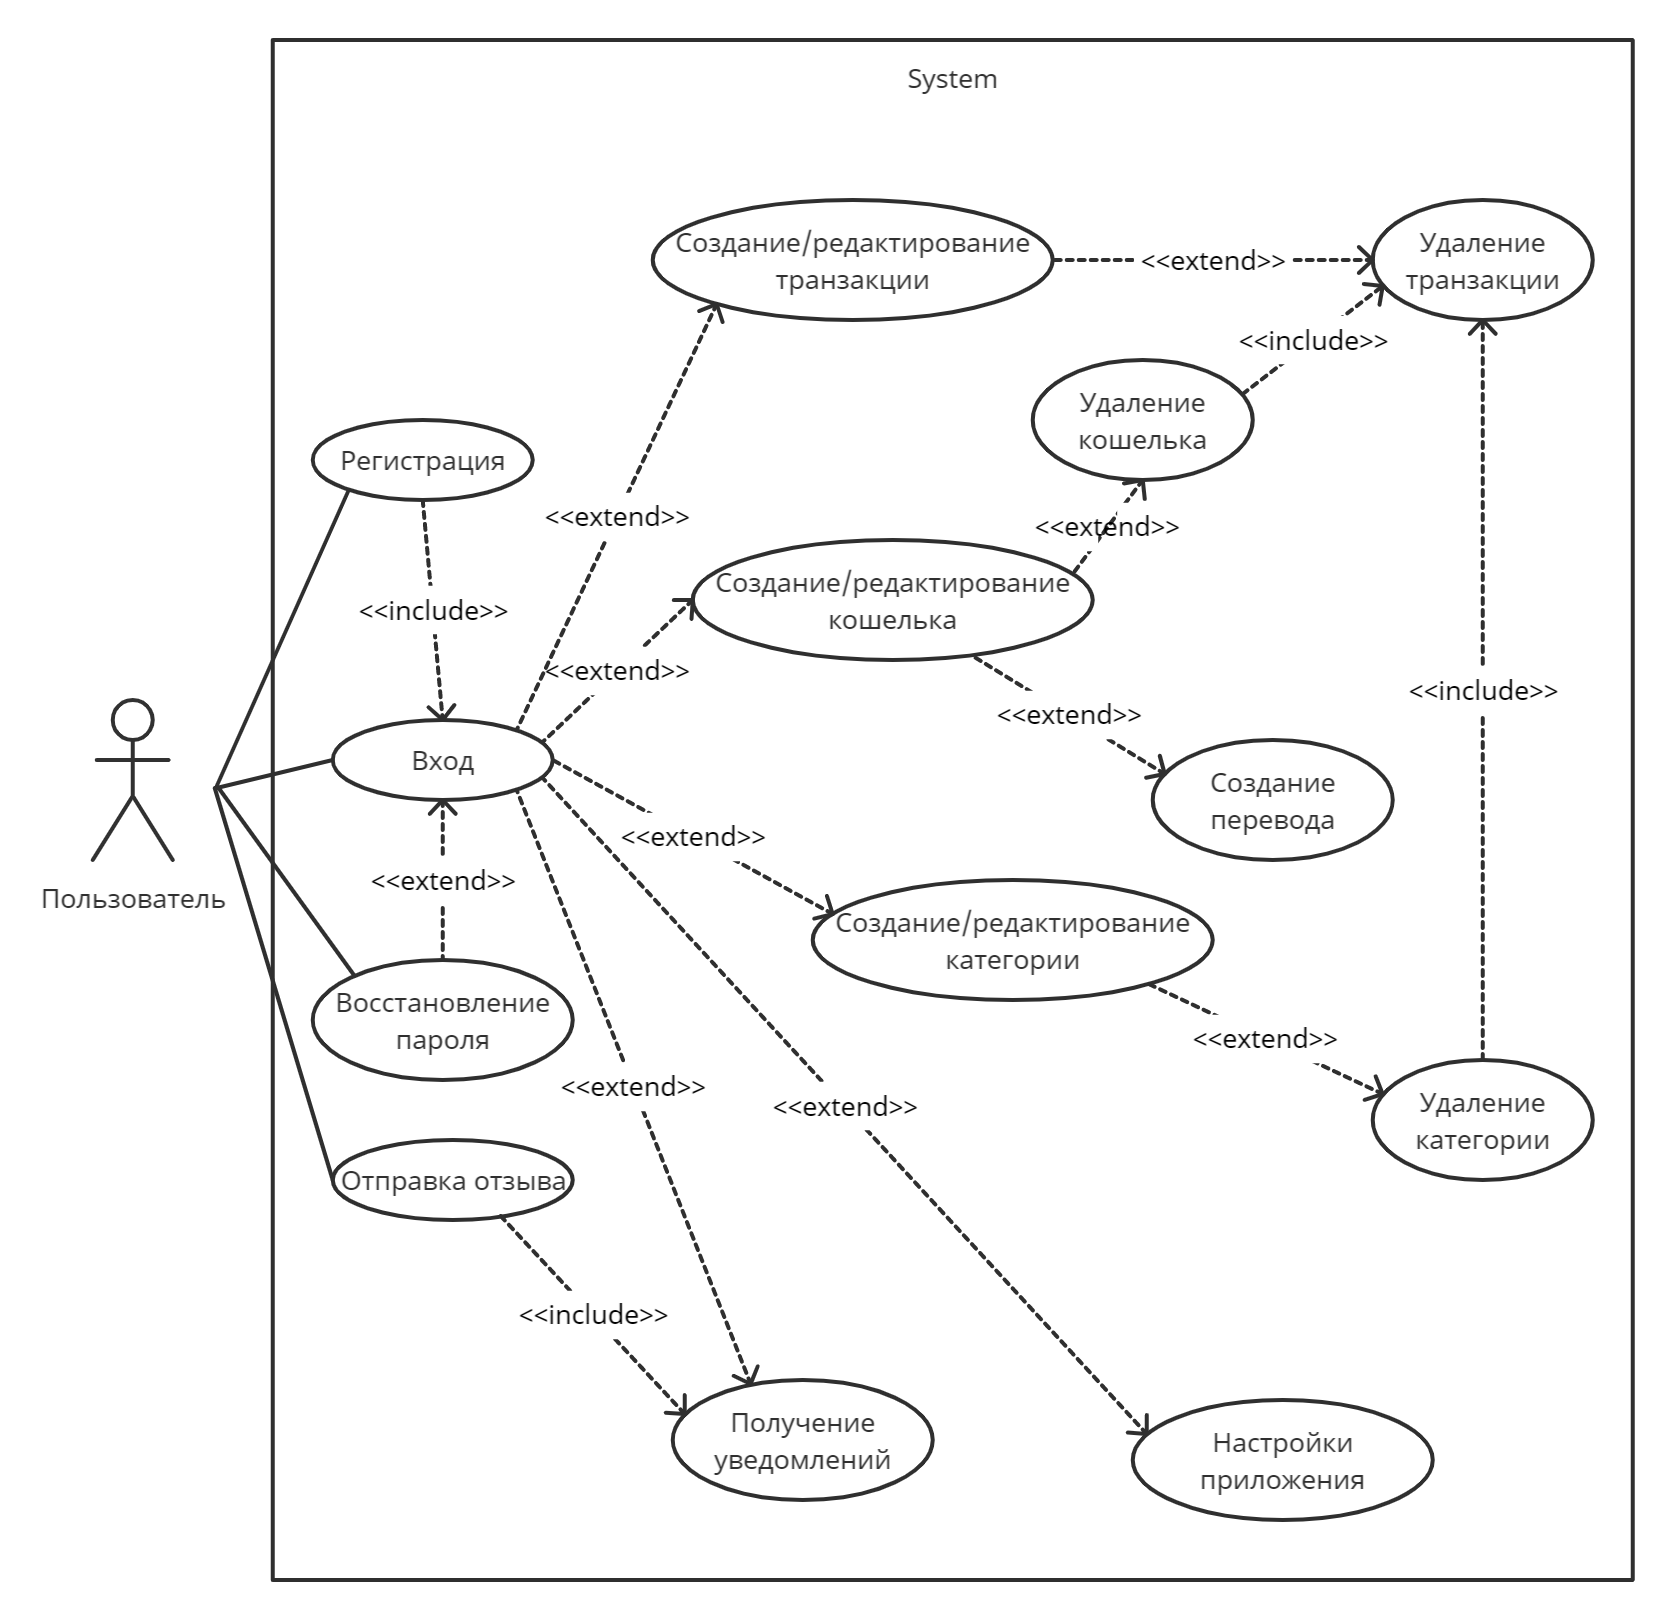 System
Создание/редактирование
транзакции
<<extend>>
Удаление
транзакции
<<include>>
Удаление
кошелька
Регистрация
<<extend>>
<<extend>>
Создание/редактирование
кошелька
<<include>>
<<extend>>
<<include>>
<<extend>>
Вход
Создание
перевода
<<extend>>
<<extend>>
Пользователь
Создание/редактирование
категории
Восстановление
пароля
<<extend>>
<<extend>>
<<extend>>
Удаление
категории
Отправка отзыва
<<include>>
Получение
уведомлений
Настройки
приложения